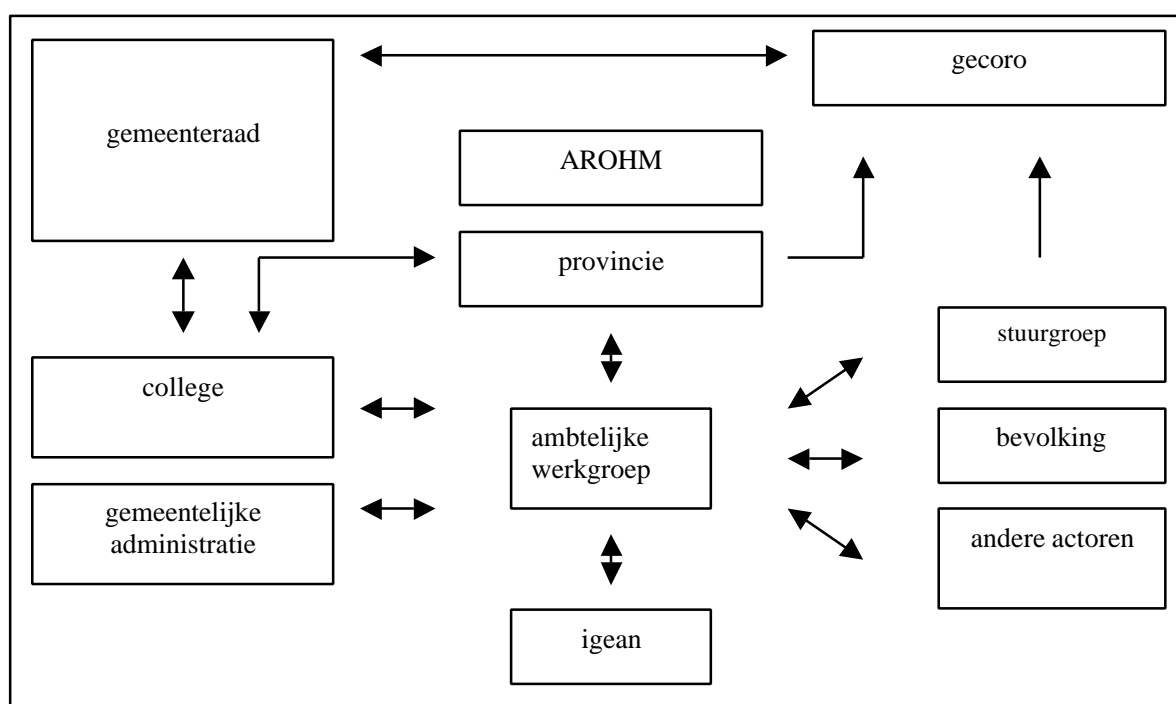 gecoro
gemeenteraad
AROHM
provincie
stuurgroep
college
ambtelijke
werkgroep
bevolking
gemeentelijke
administratie
andere actoren
igean